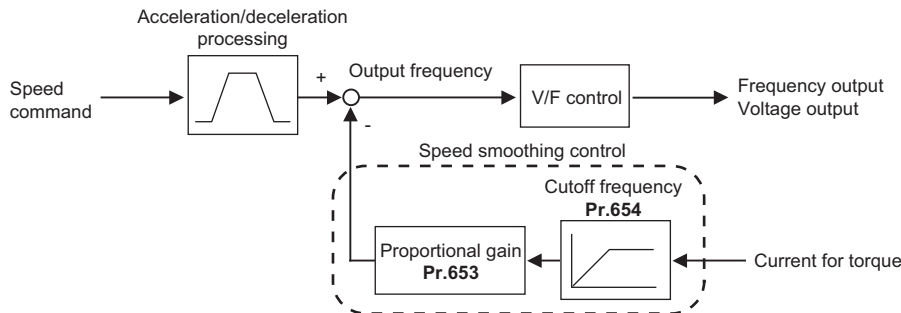 Acceleration/deceleration
processing
Speed
command
+
Output frequency
V/F control
Frequency output
Voltage output
-
Speed smoothing control
Cutoff frequency
Pr.654
Proportional gain
Pr.653
Current for torque